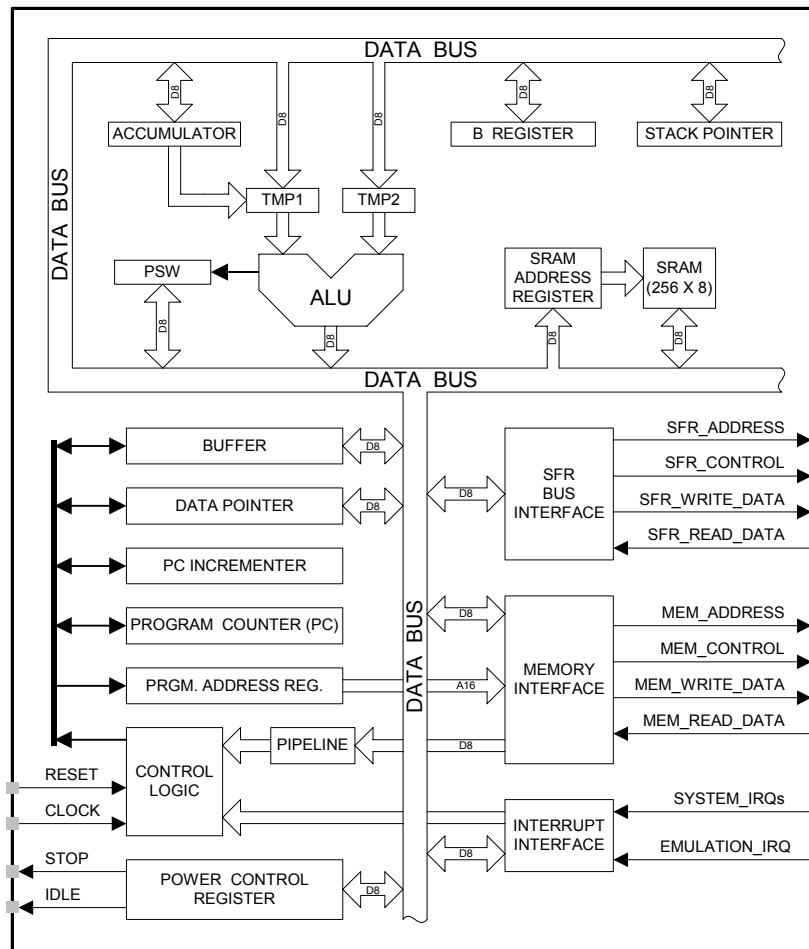 DATA BUS
D8
D8
D8
D8
D8
ACCUMULATOR
B REGISTER
STACK POINTER
DATA BUS
TMP1
TMP2
PSW
ALU
SRAM
ADDRESS
REGISTER
SRAM
(256 X 8)
D8
D8
D8
D8
DATA BUS
BUFFER
D8
DATA POINTER
D8
PC INCREMENTER
PROGRAM COUNTER (PC)
PRGM. ADDRESS REG.
A16
DATA BUS
D8
SFR
BUS
INTERFACE
SFR_ADDRESS
SFR_CONTROL
SFR_WRITE_DATA
SFR_READ_DATA
D8
MEMORY
INTERFACE
MEM_ADDRESS
MEM_CONTROL
MEM_WRITE_DATA
MEM_READ_DATA
PIPELINE
D8
CONTROL
LOGIC
RESET
CLOCK
INTERRUPT
INTERFACE
SYSTEM_IRQs
EMULATION_IRQ
D8
STOP
IDLE
POWER CONTROL
REGISTER
D8